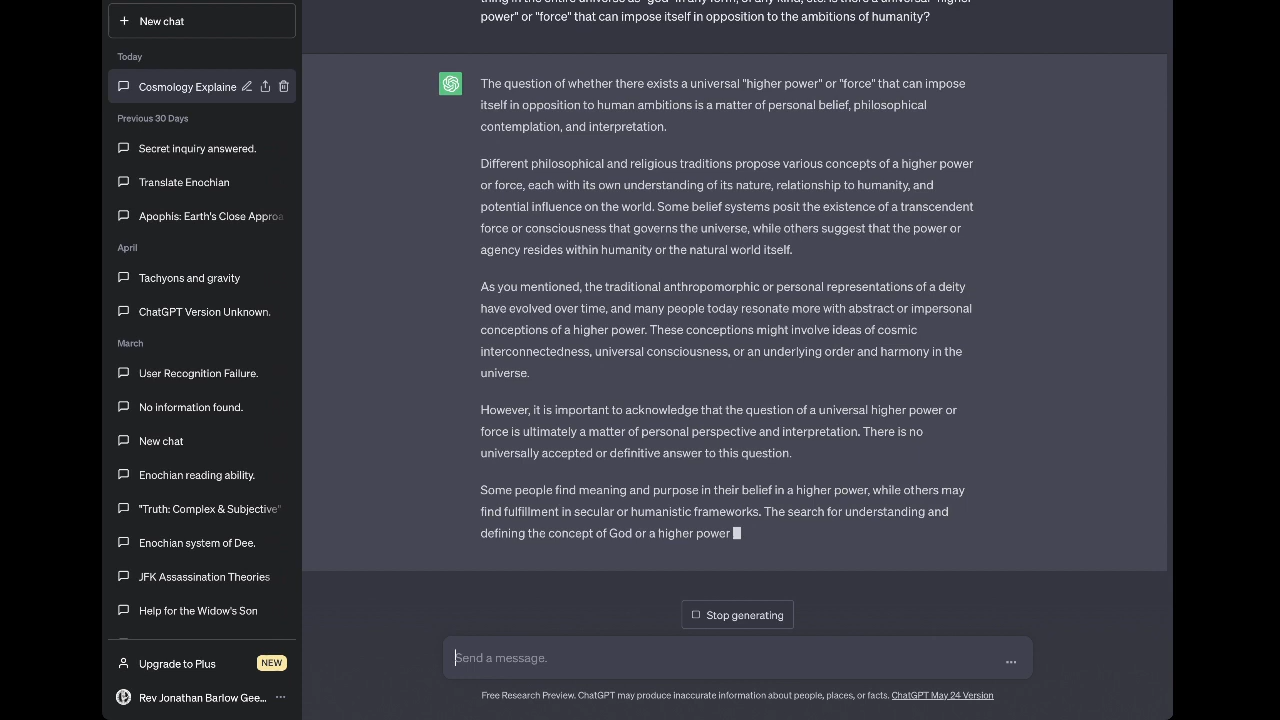 New chat
Today
Cosmology Explaine
Previous 30 Days
Secret inquiry answered.
Translate Enochian
Apophis: Earth's Close Approa
April
Tachyons and gravity
ChatGPT Version Unknown.
March
User Recognition Failure.
No information found.
New chat
Enochian reading ability.
"Truth: Complex & Subjective"
Enochian system of Dee.
JFK Assassination Theories
Help for the Widow's Son
Upgrade to Plus
NEW
Rev Jonathan Barlow Gee...
power" or "force" that can impose itself in opposition to the ambitions of humanity?
The question of whether there exists a universal "higher power" or "force" that can impose
itself in opposition to human ambitions is a matter of personal belief, philosophical
contemplation, and interpretation.
Different philosophical and religious traditions propose various concepts of a higher power
or force, each with its own understanding of its nature, relationship to humanity, and
potential influence on the world. Some belief systems posit the existence of a transcendent
force or consciousness that governs the universe, while others suggest that the power or
agency resides within humanity or the natural world itself.
As you mentioned, the traditional anthropomorphic or personal representations of a deity
have evolved over time, and many people today resonate more with abstract or impersonal
conceptions of a higher power. These conceptions might involve ideas of cosmic
interconnectedness, universal consciousness, or an underlying order and harmony in the
universe.
However, it is important to acknowledge that the question of a universal higher power or
force is ultimately a matter of personal perspective and interpretation. There is no
universally accepted or definitive answer to this question.
Some people find meaning and purpose in their belief in a higher power, while others may
find fulfillment in secular or humanistic frameworks. The search for understanding and
defining the concept of God or a higher power
Stop generating
Send a message.
Free Research Preview. ChatGPT may produce inaccurate information about people, places, or facts. ChatGPT May 24 Version